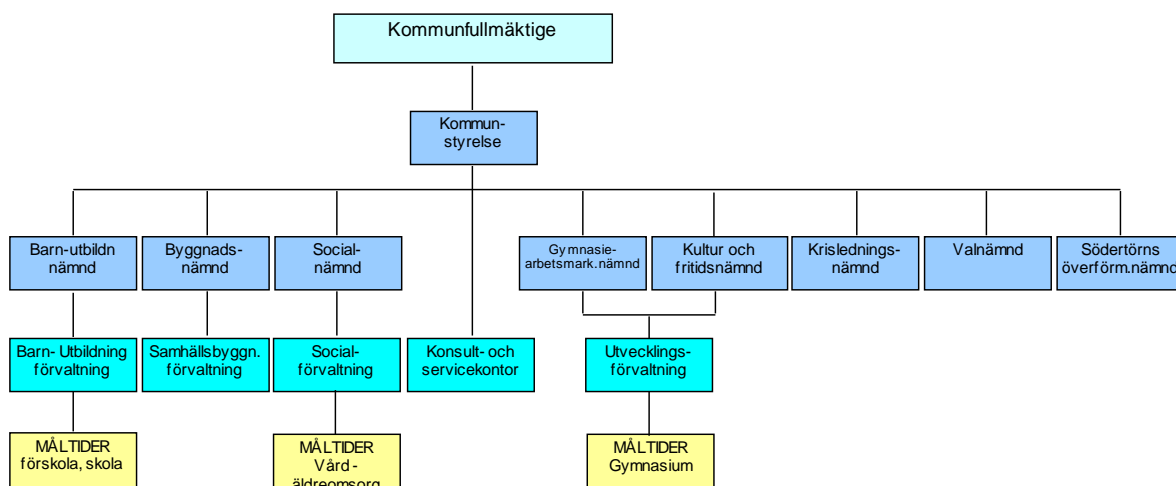 Kommunfullmäktige
Kommun-
styrelse
Barn-utbildn
nämnd
Byggnads-
nämnd
Social-
nämnd
Gymnasie-
arbetsmark.nämnd
Kultur och
fritidsnämnd
Krislednings-
nämnd
Valnämnd
Södertörns
överförm.nämnd
Barn- Utbildning
förvaltning
Samhällsbyggn.
förvaltning
Social-
förvaltning
Konsult- och
servicekontor
Utvecklings-
förvaltning
MÅLTIDER
förskola, skola
MÅLTIDER
Vård -
äldreomsorg
MÅLTIDER
Gymnasium